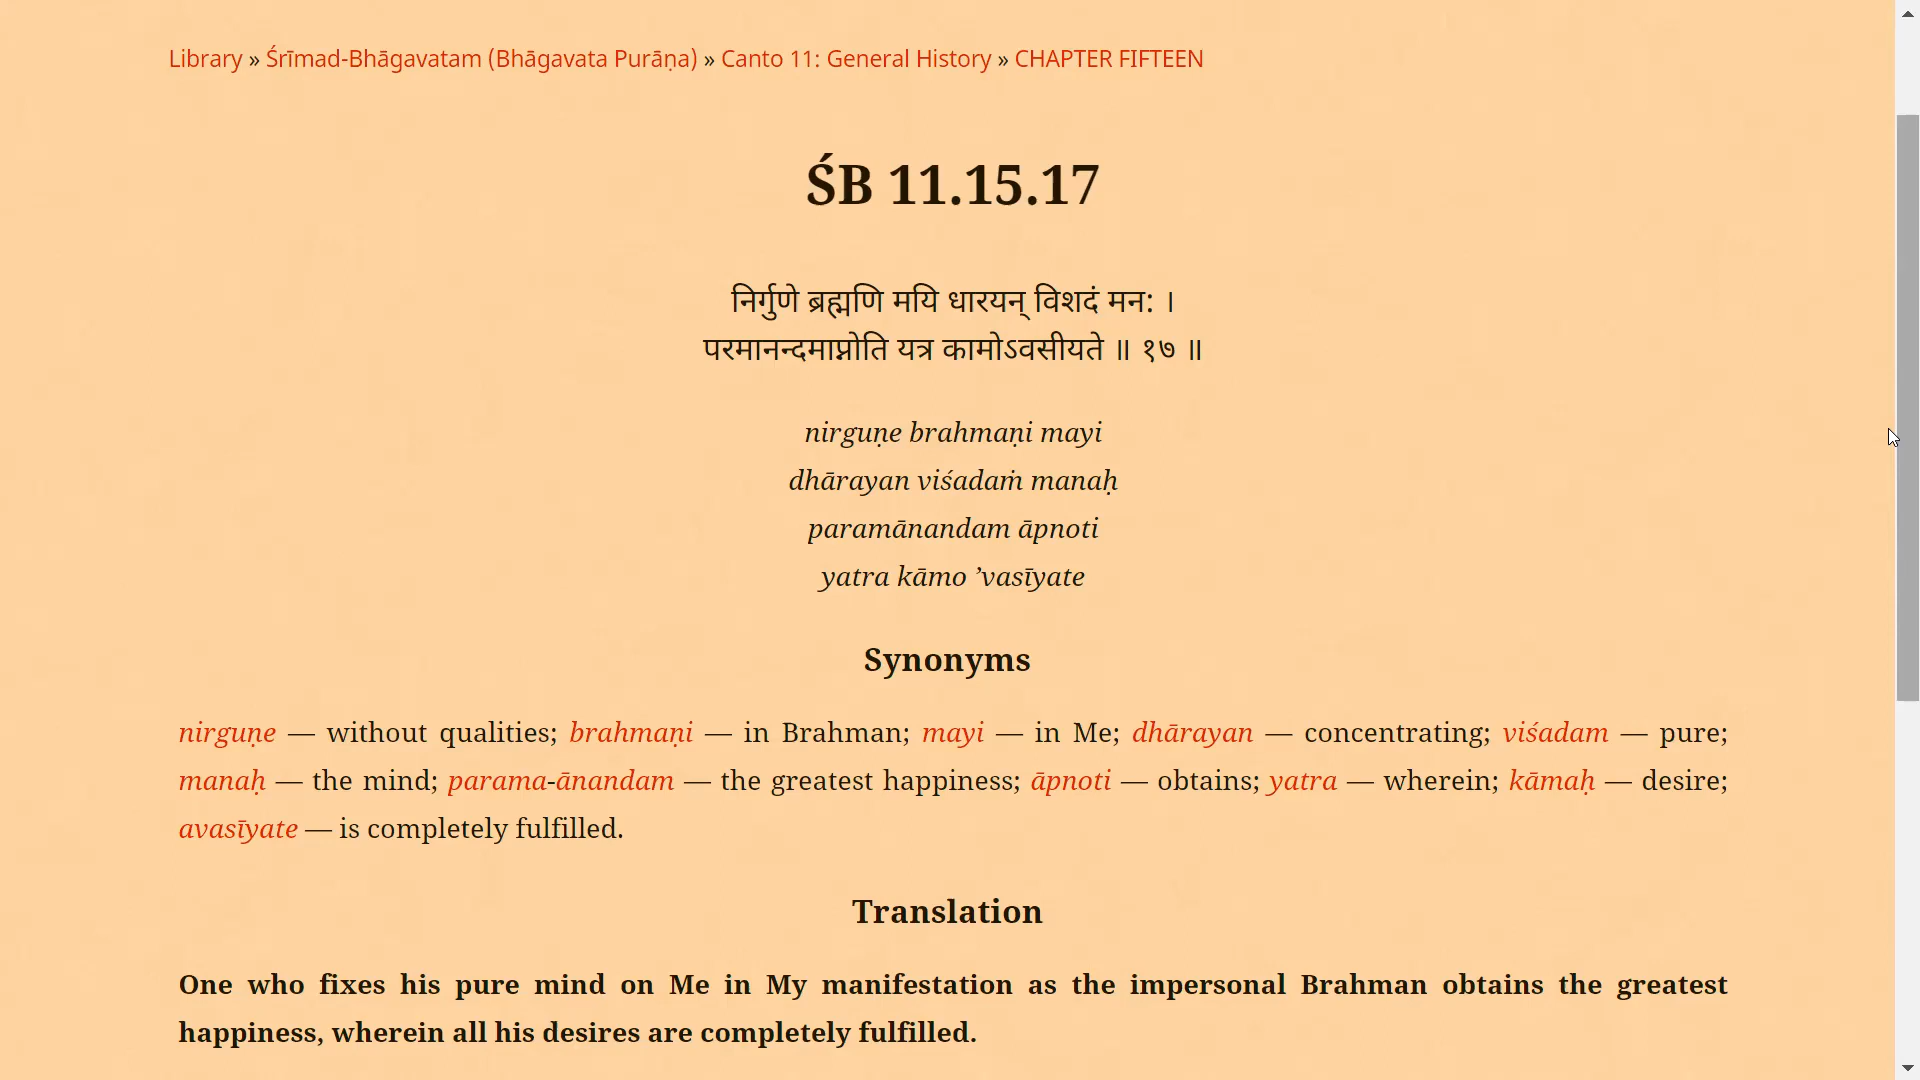 Library » Śrīmad-Bhāgavatam (Bhāgavata Purāṇa) » Canto 11: General History » CHAPTER FIFTEEN
ŚB 11.15.17
निर्गुणे ब्रह्मणि मयि धारयन् विशदं मन: ।
परमानन्दमाप्नोति यत्र कामोऽवसीयते ॥ १७ ॥
nirguṇe brahmaṇi mayi
dhārayan viśadaṁ manaḥ
paramānandam āpnoti
yatra kāmo ’vasīyate
Synonyms
nirguṇe — without qualities; brahmaṇi — in Brahman; mayi — in Me; dhārayan — concentrating; viśadam — pure;
manaḥ — the mind; parama-ānandam — the greatest happiness; āpnoti — obtains; yatra — wherein; kāmaḥ — desire;
avasīyate — is completely fulfilled.
Translation
One who fixes his pure mind on Me in My manifestation as the impersonal Brahman obtains the greatest
happiness, wherein all his desires are completely fulfilled.